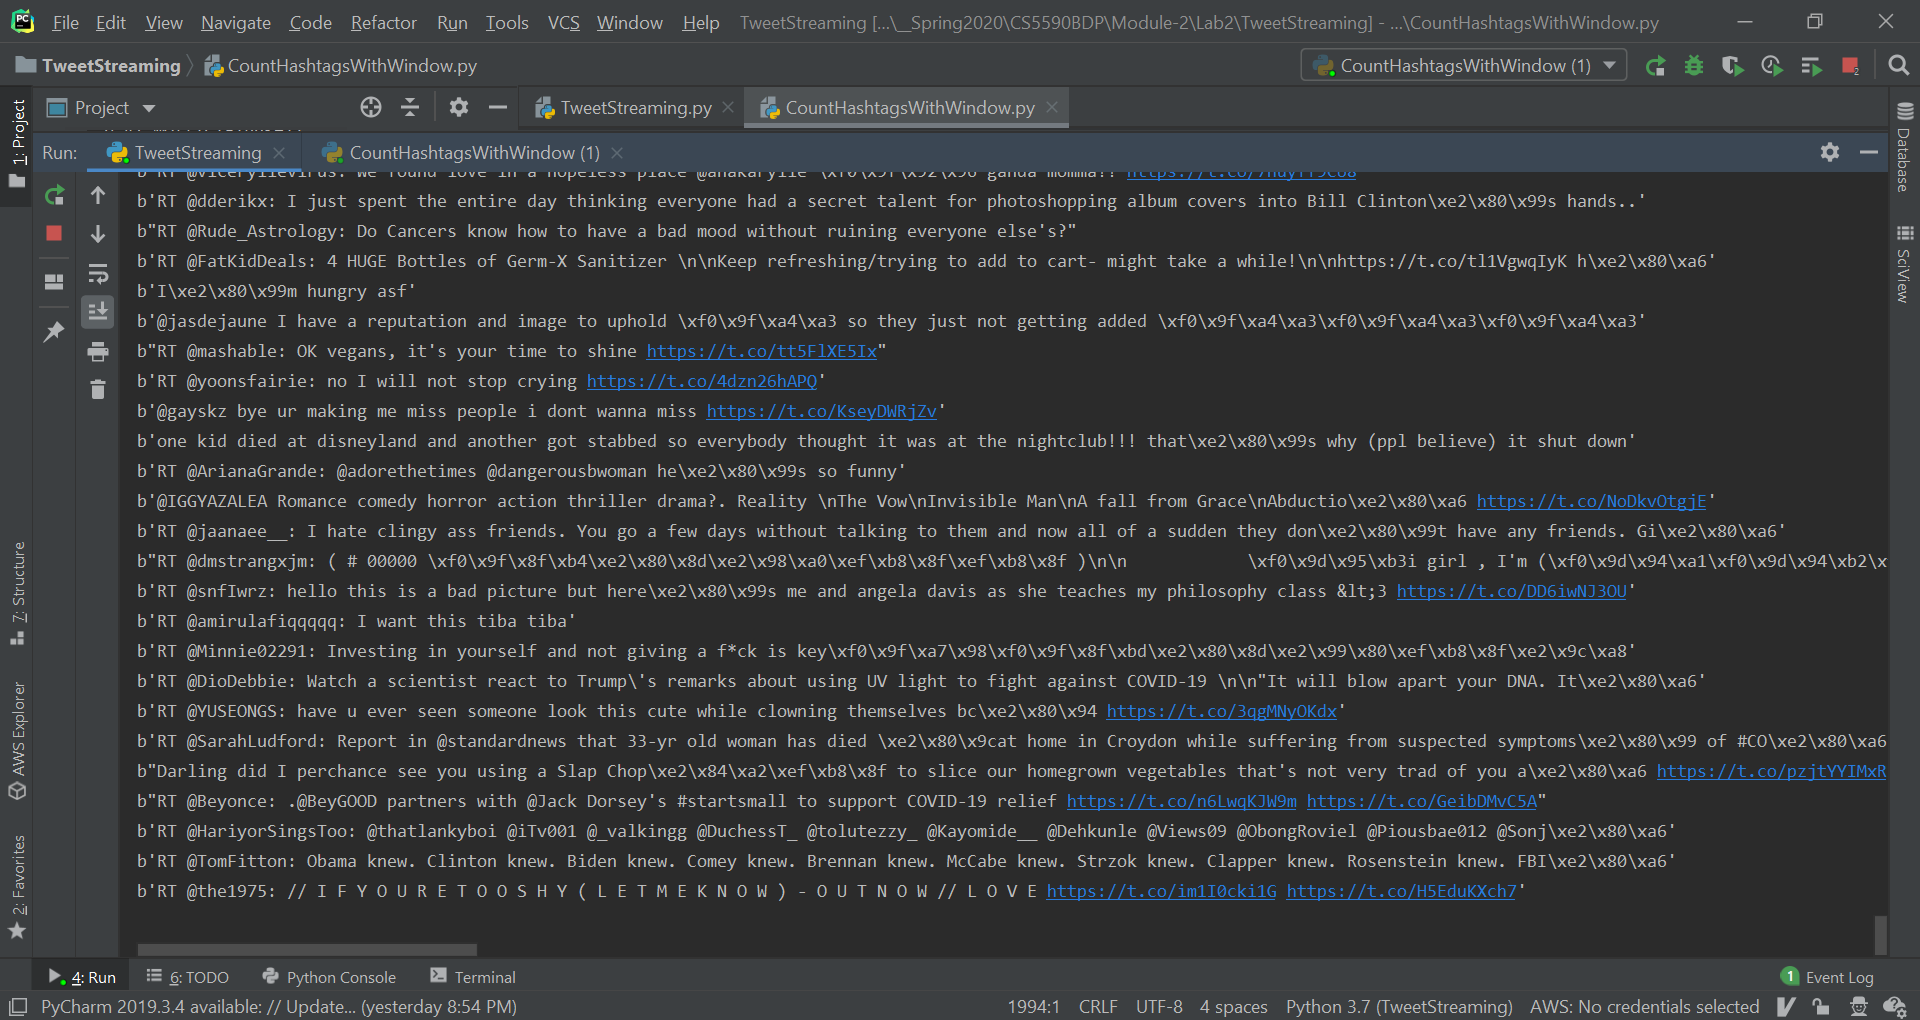 File Edit View Navigate Code Refactor Run Tools VCS Window Help TweetStreaming [...\__Spring2020\CS5590BDP\Module-2\Lab2\TweetStreaming] - ...\CountHashtagsWithWindow.py
TweetStreaming CountHashtagsWithWindow.py CountHashtagsWithWindow (1)
Project TweetStreaming.py CountHashtagsWithWindow.py
Run: TweetStreaming CountHashtagsWithWindow (1)
b'RT @dderikx: I just spent the entire day thinking everyone had a secret talent for photoshopping album covers into Bill Clinton\xe2\x80\x99s hands..'
b"RT @Rude_Astrology: Do Cancers know how to have a bad mood without ruining everyone else's?"
b'RT @FatKidDeals: 4 HUGE Bottles of Germ-X Sanitizer \n\nKeep refreshing/trying to add to cart- might take a while!\n\nhttps://t.co/tl1VgwqIyK h\xe2\x80\xa6'
b'I\xe2\x80\x99m hungry asf'
b'@jasdejaune I have a reputation and image to uphold \xf0\x9f\xa4\xa3 so they just not getting added \xf0\x9f\xa4\xa3\xf0\x9f\xa4\xa3\xf0\x9f\xa4\xa3'
b"RT @mashable: OK vegans, it's your time to shine https://t.co/tt5FlXE5Ix"
b'RT @yoonsfairie: no I will not stop crying https://t.co/4dzn26hAPQ'
b'@gayskz bye ur making me miss people i dont wanna miss https://t.co/KseyDWRjZv'
b'one kid died at disneyland and another got stabbed so everybody thought it was at the nightclub!!! that\xe2\x80\x99s why (ppl believe) it shut down'
b'RT @ArianaGrande: @adorethetimes @dangerousbwoman he\xe2\x80\x99s so funny'
b'@IGGYAZALEA Romance comedy horror action thriller drama?. Reality \nThe Vow\nInvisible Man\nA fall from Grace\nAbductio\xe2\x80\xa6 https://t.co/NoDkvOtgjE'
b'RT @jaanaee__: I hate clingy ass friends. You go a few days without talking to them and now all of a sudden they don\xe2\x80\x99t have any friends. Gi\xe2\x80\xa6'
b"RT @dmstrangxjm: ( # 00000 \xf0\x9f\x8f\xb4\xe2\x80\x8d\xe2\x98\xa0\xef\xb8\x8f\xef\xb8\x8f )\n\n \xf0\x9d\x95\xb3i girl , I'm (\xf0\x9d\x94\xa1\xf0\x9d\x94\xb2\x
b'RT @snfIwrz: hello this is a bad picture but here\xe2\x80\x99s me and angela davis as she teaches my philosophy class &lt;3 https://t.co/DD6iwNJ3OU'
b'RT @amirulafiqqqqq: I want this tiba tiba'
b'RT @Minnie02291: Investing in yourself and not giving a f*ck is key\xf0\x9f\xa7\x98\xf0\x9f\x8f\xbd\xe2\x80\x8d\xe2\x99\x80\xef\xb8\x8f\xe2\x9c\xa8'
b'RT @DioDebbie: Watch a scientist react to Trump\'s remarks about using UV light to fight against COVID-19 \n\n"It will blow apart your DNA. It\xe2\x80\xa6'
b'RT @YUSEONGS: have u ever seen someone look this cute while clowning themselves bc\xe2\x80\x94 https://t.co/3qgMNyOKdx'
b'RT @SarahLudford: Report in @standardnews that 33-yr old woman has died \xe2\x80\x9cat home in Croydon while suffering from suspected symptoms\xe2\x80\x99 of #CO\xe2\x80\xa6
b"Darling did I perchance see you using a Slap Chop\xe2\x84\xa2\xef\xb8\x8f to slice our homegrown vegetables that's not very trad of you a\xe2\x80\xa6 https://t.co/pzjtYYIMxR
b"RT @Beyonce: .@BeyGOOD partners with @Jack Dorsey's #startsmall to support COVID-19 relief https://t.co/n6LwqKJW9m https://t.co/GeibDMvC5A"
b'RT @HariyorSingsToo: @thatlankyboi @iTv001 @_valkingg @DuchessT_ @tolutezzy_ @Kayomide__ @Dehkunle @Views09 @ObongRoviel @Piousbae012 @Sonj\xe2\x80\xa6'
b'RT @TomFitton: Obama knew. Clinton knew. Biden knew. Comey knew. Brennan knew. McCabe knew. Strzok knew. Clapper knew. Rosenstein knew. FBI\xe2\x80\xa6'
b'RT @the1975: // I F Y O U R E T O O S H Y ( L E T M E K N O W ) - O U T N O W // L O V E https://t.co/im1I0cki1G https://t.co/H5EduKXch7'
1: Project
7: Structure
AWS Explorer
2: Favorites
Database
SciView
4: Run 6: TODO Python Console Terminal 1 Event Log
PyCharm 2019.3.4 available: // Update... (yesterday 8:54 PM) 1994:1 CRLF UTF-8 4 spaces Python 3.7 (TweetStreaming) AWS: No credentials selected